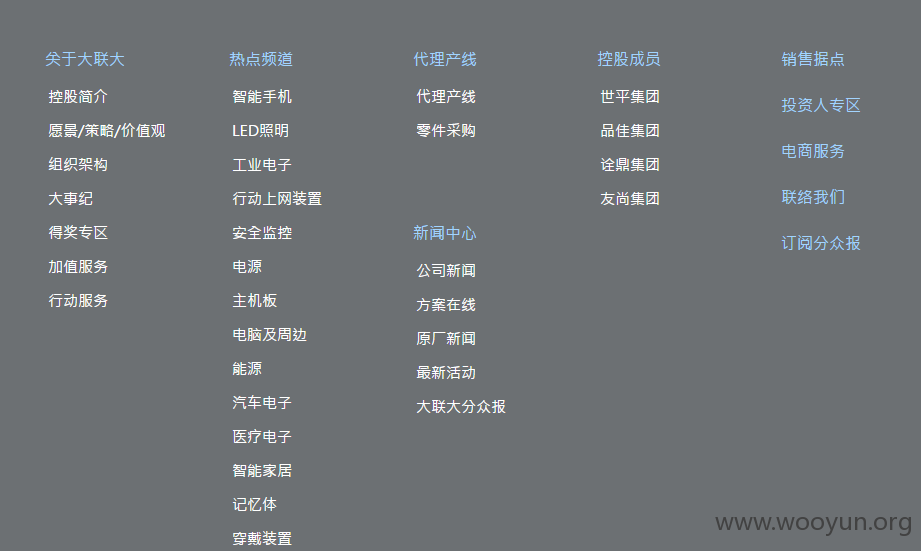 关于大联大
控股简介
愿景/策略/价值观
组织架构
大事纪
得奖专区
加值服务
行动服务
热点频道
智能手机
LED照明
工业电子
行动上网装置
安全监控
电源
主机板
电脑及周边
能源
汽车电子
医疗电子
智能家居
记忆体
穿戴装置
代理产线
代理产线
零件采购
新闻中心
公司新闻
方案在线
原厂新闻
最新活动
大联大分众报
控股成员
世平集团
品佳集团
诠鼎集团
友尚集团
销售据点
投资人专区
电商服务
联络我们
订阅分众报
www.wooyun.org